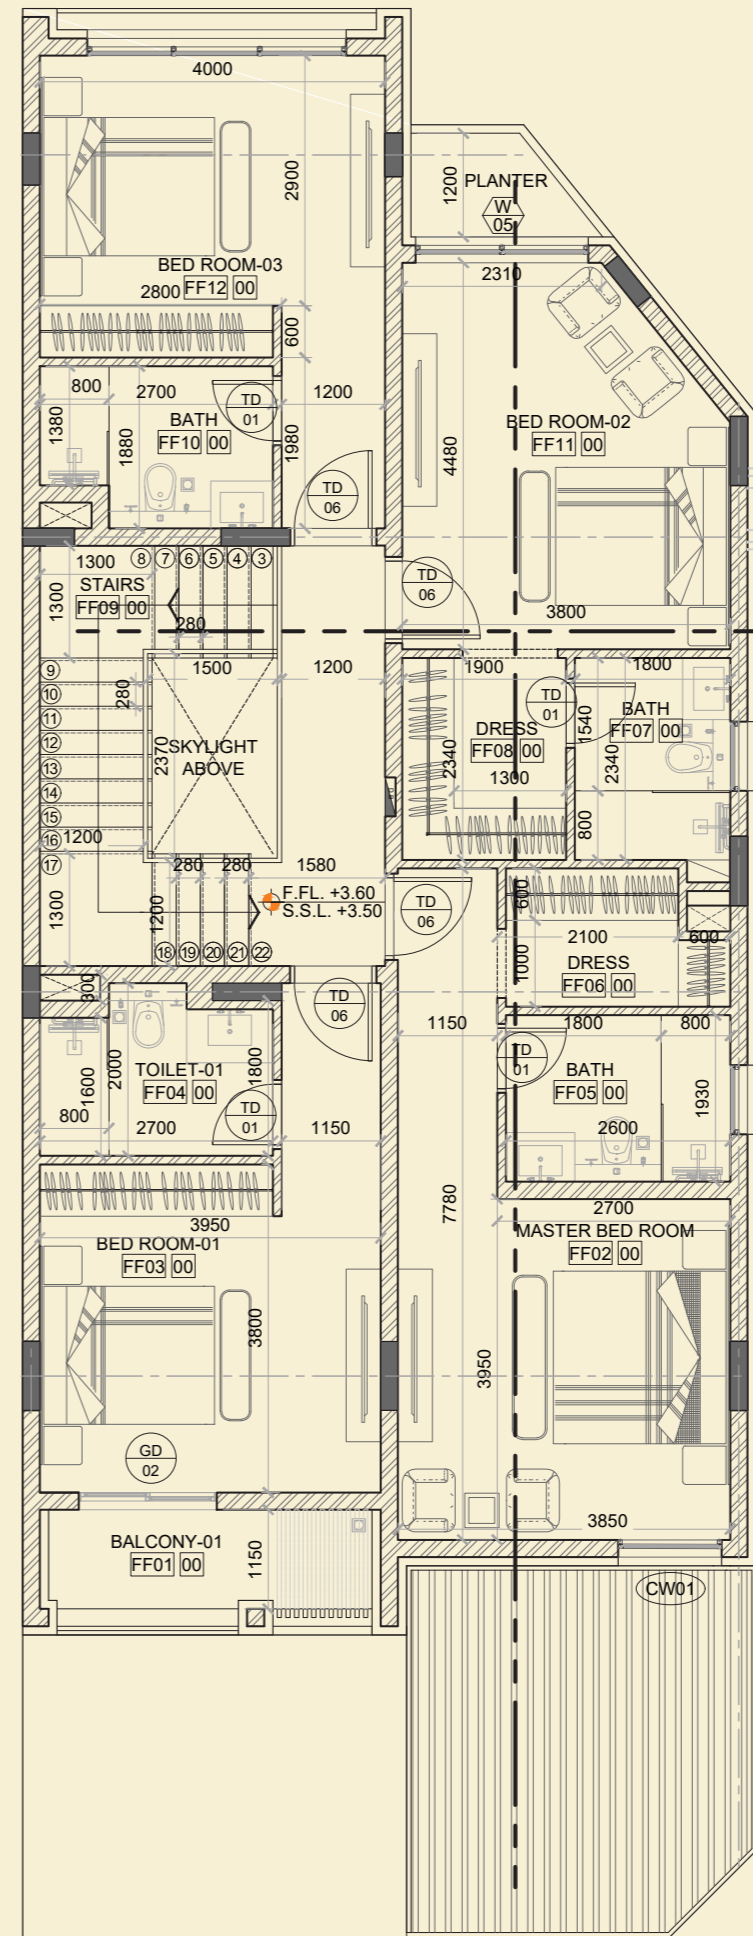 4000
2900
1200
PLANTER
W
05
2310
BED ROOM-03
2800
FF12 00
600
800
2700
1200
TD
01
BATH
FF10 00
1380
1880
1980
TD
06
BED ROOM-02
FF11 00
4480
8 7 6 5 4 3
1300
STAIRS
FF09 00
1300
280
TD
06
3800
1500
1200
1900
1800
9
10
11
12
13
14
15
16
17
280
2370
SKYLIGHT
ABOVE
TD
01
DRESS
FF08 00
2340
1300
1540
BATH
FF07 00
2340
800
1200
280
280
1580
1300
1200
F.FL. +3.60
S.S.L. +3.50
18 19 20 21 22
TD
06
600
2100
600
1000
DRESS
FF06 00
300
TD
06
1150
1800
800
2000
1600
TOILET-01
FF04 00
1800
TD
01
800
2700
1150
TD
01
BATH
FF05 00
1930
2600
7780
2700
3950
BED ROOM-01
FF03 00
MASTER BED ROOM
FF02 00
3800
3950
GD
02
3850
BALCONY-01
FF01 00
1150
CW01